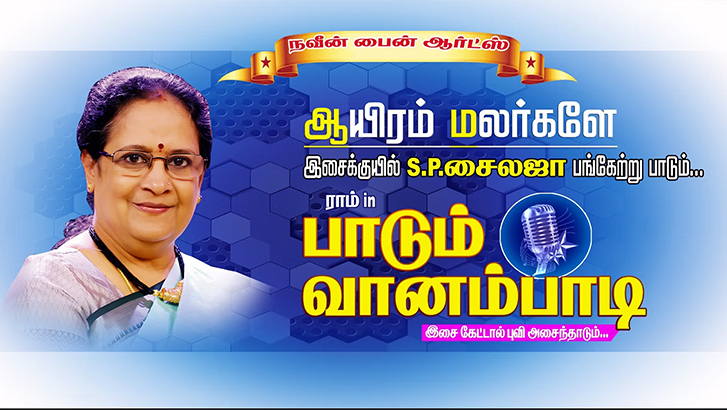 நவீன் பைன் ஆர்ட்ஸ்
ஆயிரம் மலர்களே
இசைக்குயில் S.P.சைலஜா பங்கேற்று பாடும்...
ராம் in
பாடும்
வானம்பாடி
இசை கேட்டால் புவி அசைந்தாடும்...